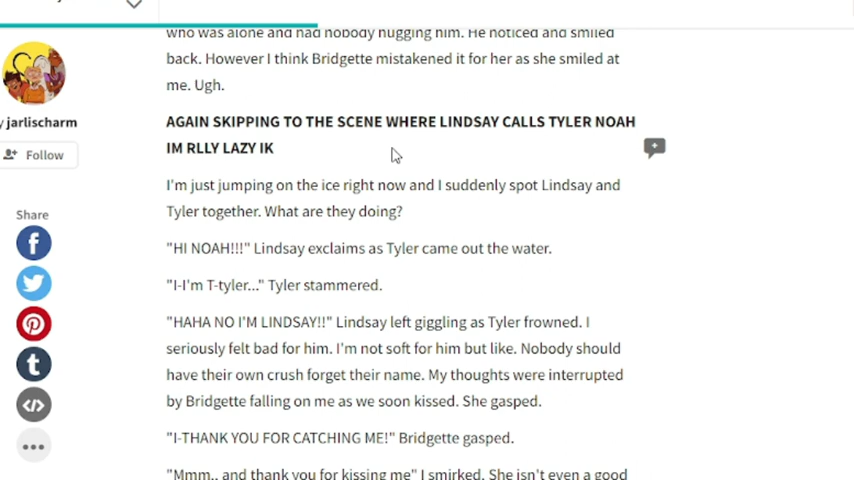 who was alone and had nobody hugging him. He noticed and smiled
back. However I think Bridgette mistakened it for her as she smiled at
me. Ugh.
y jarlischarm
Follow
AGAIN SKIPPING TO THE SCENE WHERE LINDSAY CALLS TYLER NOAH
IM RLLY LAZY IK
I'm just jumping on the ice right now and I suddenly spot Lindsay and
Tyler together. What are they doing?
Share
"HI NOAH!!!" Lindsay exclaims as Tyler came out the water.
"I-I'm T-tyler..." Tyler stammered.
"HAHA NO I'M LINDSAY!!" Lindsay left giggling as Tyler frowned. I
seriously felt bad for him. I'm not soft for him but like. Nobody should
have their own crush forget their name. My thoughts were interrupted
by Bridgette falling on me as we soon kissed. She gasped.
"I-THANK YOU FOR CATCHING ME!" Bridgette gasped.
"Mmm.. and thank you for kissing me" I smirked. She isn't even a good